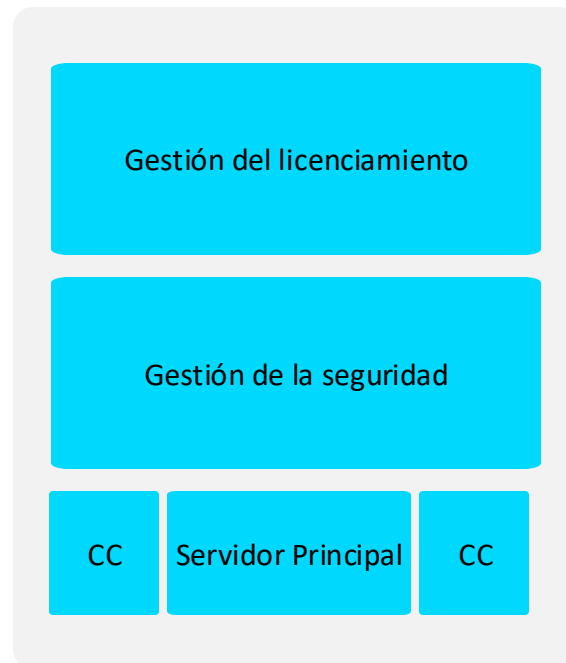 Gestión del licenciamiento
Gestión de la seguridad
CC
Servidor Principal
CC